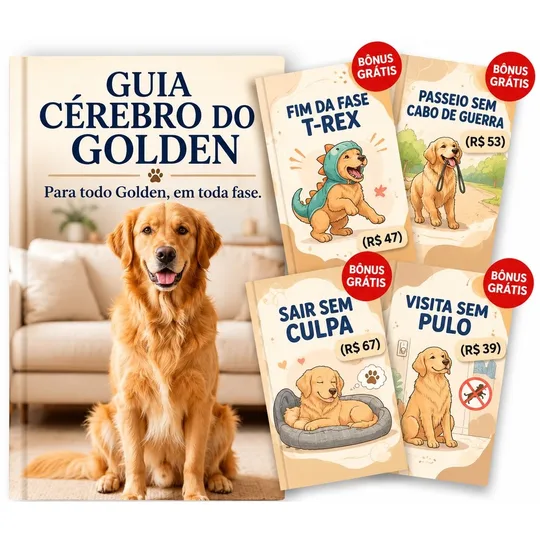 GUIA
CÉREBRO DO
GOLDEN
Para todo Golden, em toda fase.
BÔNUS
GRÁTIS
FIM DA FASE
T-REX
(R$ 47)
BÔNUS
GRÁTIS
PASSEIO SEM
CABO DE GUERRA
(R$ 53)
BÔNUS
GRÁTIS
SAIR SEM
CULPA
(R$ 67)
BÔNUS
GRÁTIS
VISITA SEM
PULO
(R$ 39)